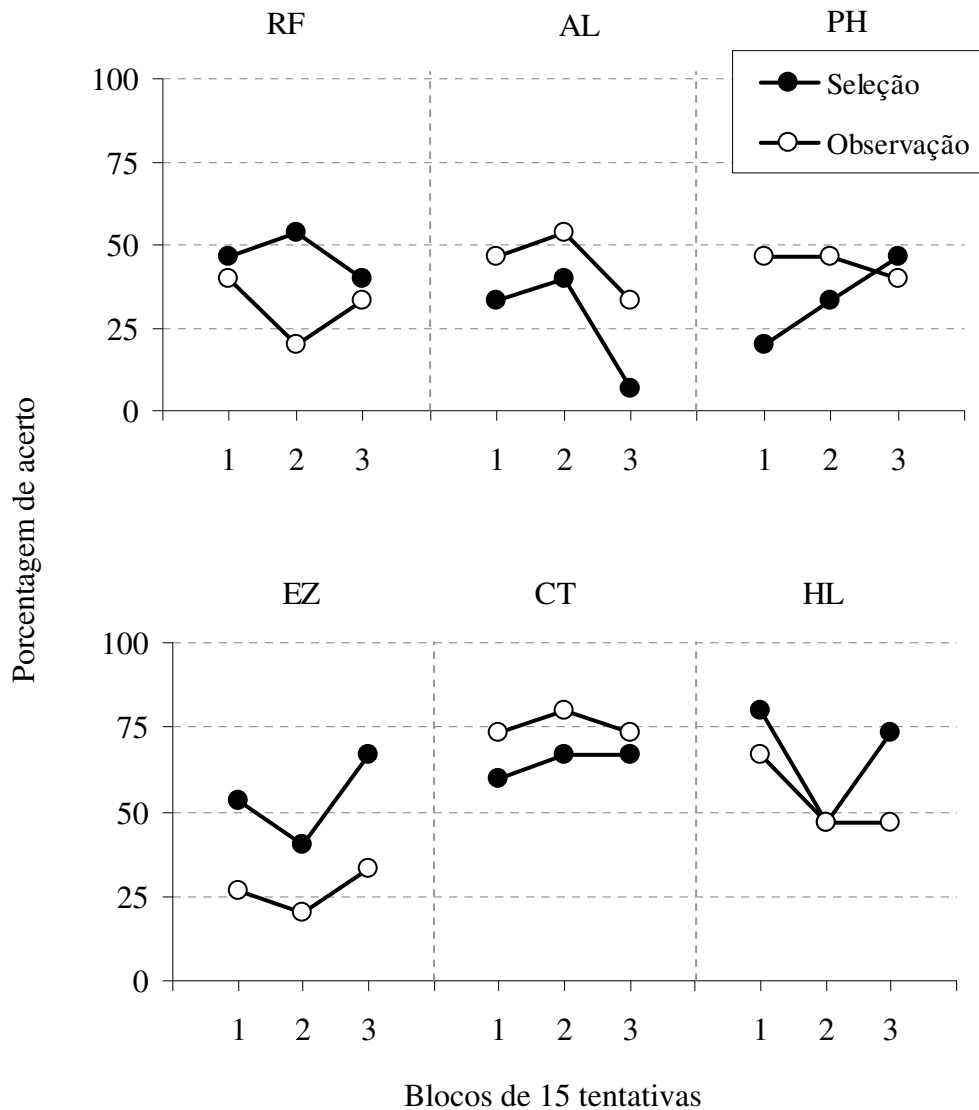 RF AL PH
Seleção
Observação
100
75
50
25
0
1 2 3 1 2 3 1 2 3
Porcentagem de acerto
EZ CT HL
100
75
50
25
0
1 2 3 1 2 3 1 2 3
Blocos de 15 tentativas